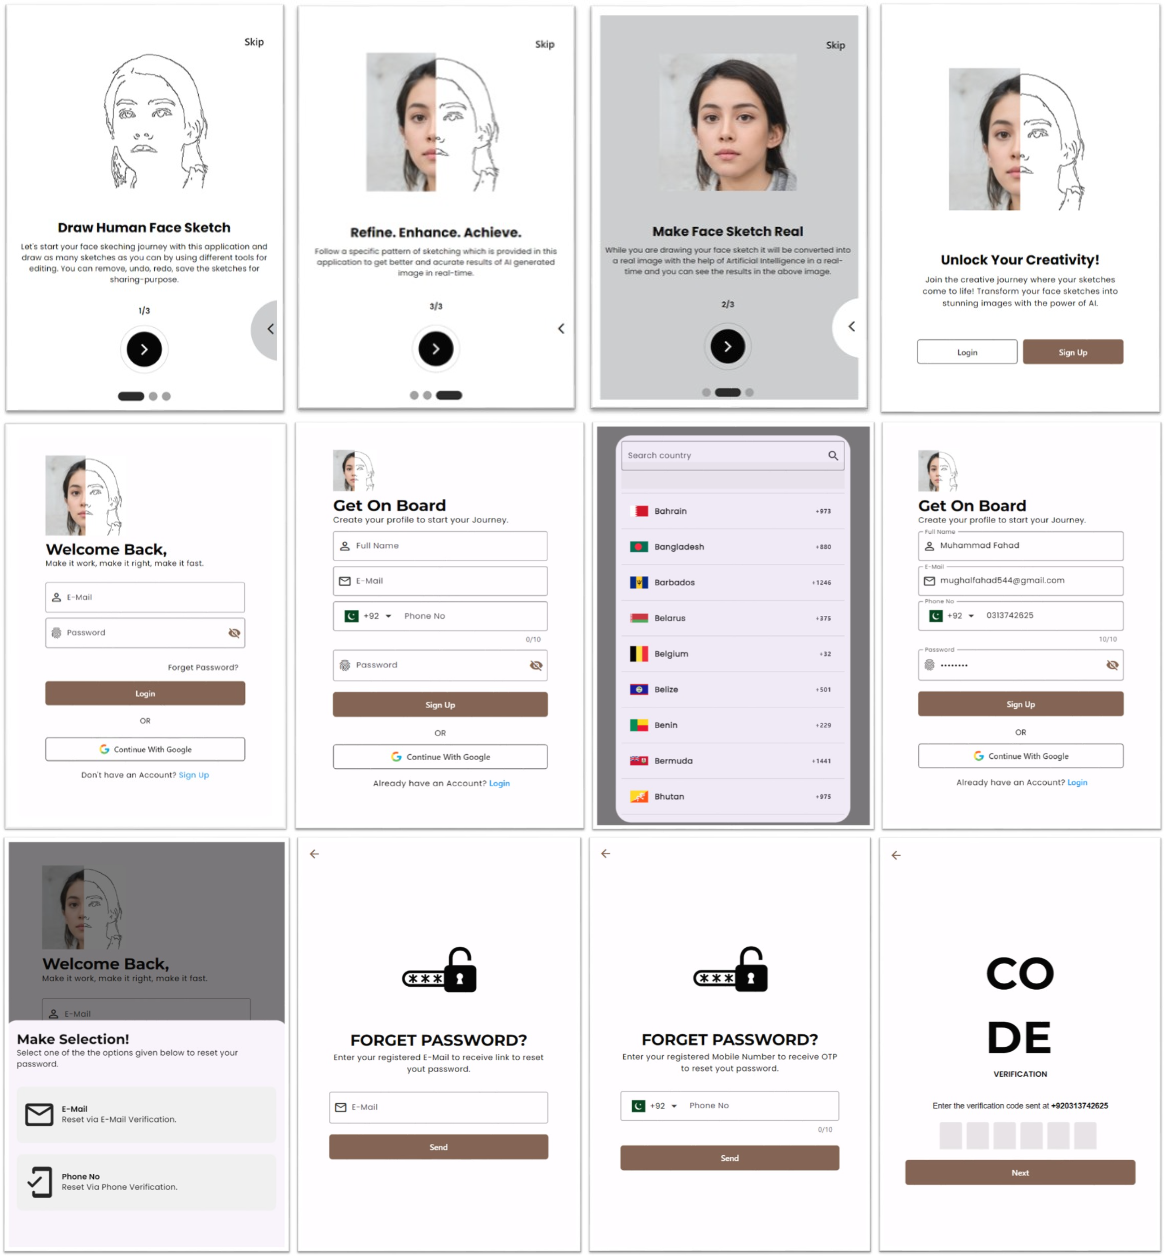 Skip
Draw Human Face Sketch
Let's start your face skeching journey with this application and
draw as many sketches as you can by using different tools for
editing. You can remove, undo, redo, save the sketches for
sharing-purpose.
1/3
Skip
Refine. Enhance. Achieve.
Follow a specific pattern of sketching which is provided in this
application to get better and acurate results of AI generated
image in real-time.
3/3
Skip
Make Face Sketch Real
While you are drawing your face sketch it will be converted into
a real image with the help of Artificial Intelligence in a real-
time and you can see the results in the above image.
2/3
Unlock Your Creativity!
Join the creative journey where your sketches
come to life! Transform your face sketches into
stunning images with the power of AI.
Login
Sign Up
Welcome Back,
Make it work, make it right, make it fast.
E-Mail
Password
Forget Password?
Login
OR
Continue With Google
Don't have an Account? Sign Up
Get On Board
Create your profile to start your Journey.
Full Name
E-Mail
+92 Phone No
0/10
Password
Sign Up
OR
Continue With Google
Already have an Account? Login
Search country
Bahrain +973
Bangladesh +880
Barbados +1246
Belarus +375
Belgium +32
Belize +501
Benin +229
Bermuda +1441
Bhutan +975
Get On Board
Create your profile to start your Journey.
Full Name
Muhammad Fahad
E-Mail
mughalfahad544@gmail.com
Phone No
+92 0313742625
10/10
Password
••••••••
Sign Up
OR
Continue With Google
Already have an Account? Login
Welcome Back,
Make it work, make it right, make it fast.
E-Mail
Make Selection!
Select one of the the options given below to reset your
password.
E-Mail
Reset via E-Mail Verification.
Phone No
Reset Via Phone Verification.
***
FORGET PASSWORD?
Enter your registered E-Mail to receive link to reset
yout password.
E-Mail
Send
***
FORGET PASSWORD?
Enter your registered Mobile Number to receive OTP
to reset yout password.
+92 Phone No
0/10
Send
CO
DE
VERIFICATION
Enter the verification code sent at +920313742625
Next